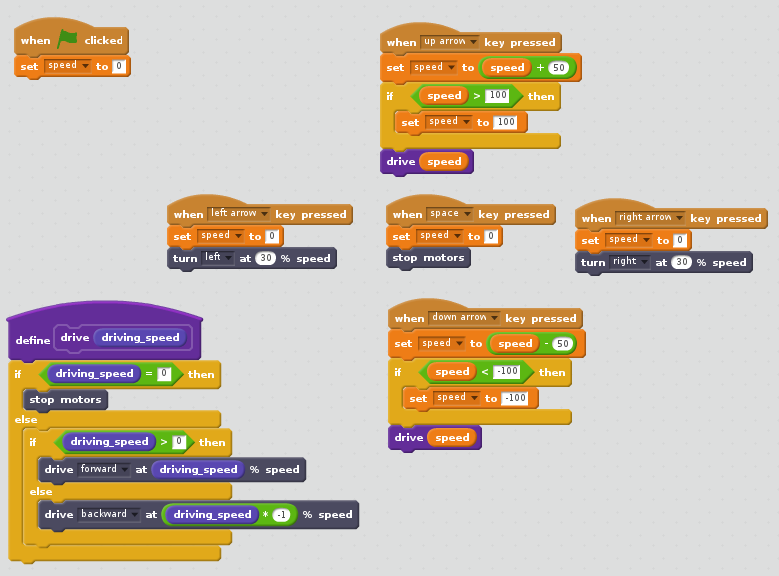 when clicked
set speed to 0
when up arrow key pressed
set speed to speed + 50
if speed > 100 then
set speed to 100
drive speed
when left arrow key pressed
set speed to 0
turn left at 30 % speed
when space key pressed
set speed to 0
stop motors
when right arrow key pressed
set speed to 0
turn right at 30 % speed
define drive driving_speed
if driving_speed = 0 then
stop motors
else
if driving_speed > 0 then
drive forward at driving_speed % speed
else
drive backward at driving_speed * -1 % speed
when down arrow key pressed
set speed to speed - 50
if speed < -100 then
set speed to -100
drive speed